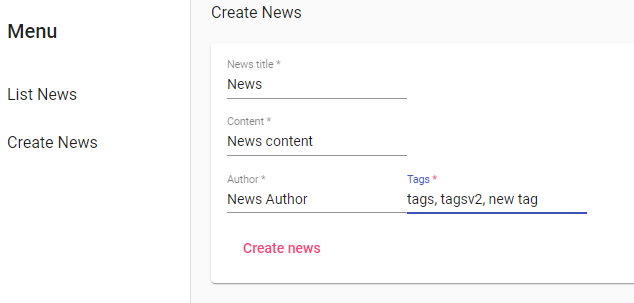 Menu
List News
Create News
Create News
News title *
News
Content *
News content
Author *
News Author
Tags *
tags, tagsv2, new tag
Create news